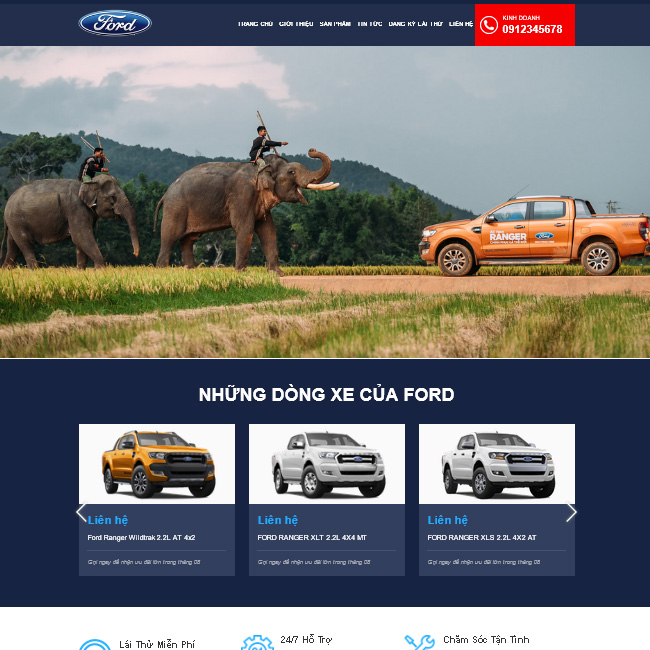 Ford
TRANG CHỦ GIỚI THIỆU SẢN PHẨM TIN TỨC ĐĂNG KÝ LÁI THỬ LIÊN HỆ
KINH DOANH
0912345678
RANGER
Ford
NHỮNG DÒNG XE CỦA FORD
Liên hệ
Ford Ranger Wildtrak 2.2L AT 4x2
Gọi ngay để nhận ưu đãi lớn trong tháng 08
Liên hệ
FORD RANGER XLT 2.2L 4X4 MT
Gọi ngay để nhận ưu đãi lớn trong tháng 08
Liên hệ
FORD RANGER XLS 2.2L 4X2 AT
Gọi ngay để nhận ưu đãi lớn trong tháng 08
Lái Thử Miễn Phí
24/7 Hỗ Trợ
Chăm Sóc Tận Tình